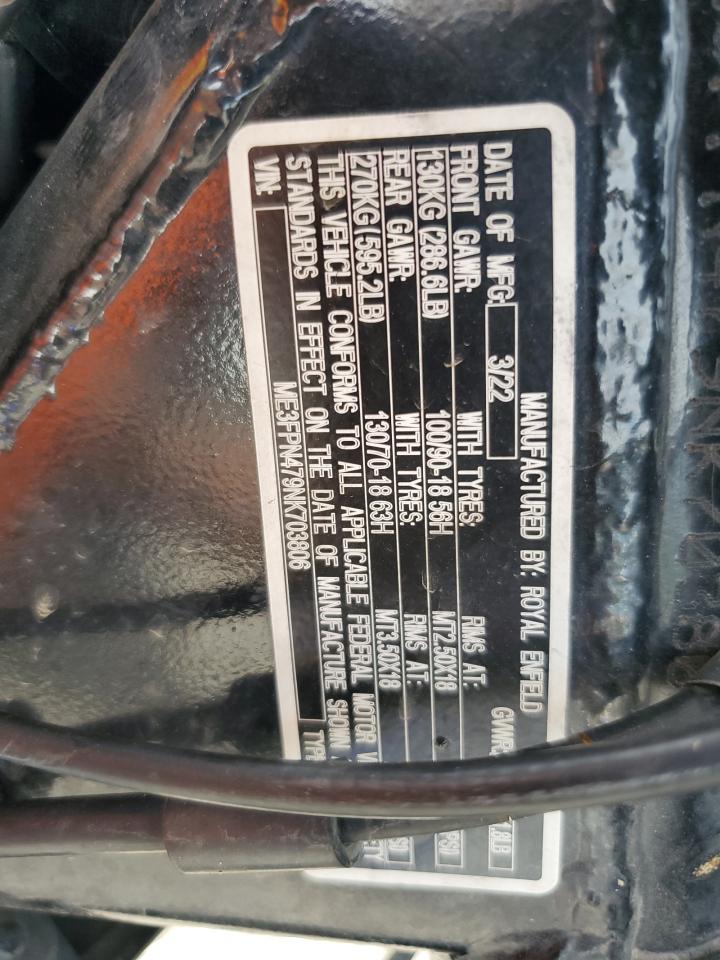 MANUFACTURED BY: ROYAL ENFIELD
DATE OF MFG. 3/22 GVWR
FRONT GAWR: WITH TYRES: RIMS AT:
130KG (286.6LB) 100/90-18 56H MT2.50X18
REAR GAWR: WITH TYRES: RIMS AT:
270KG (595.2LB) 130/70-18 63H MT3.50X18
THIS VEHICLE CONFORMS TO ALL APPLICABLE FEDERAL MOTOR
STANDARDS IN EFFECT ON THE DATE OF MANUFACTURE SHOWN
VIN: ME3FPN479NK703806